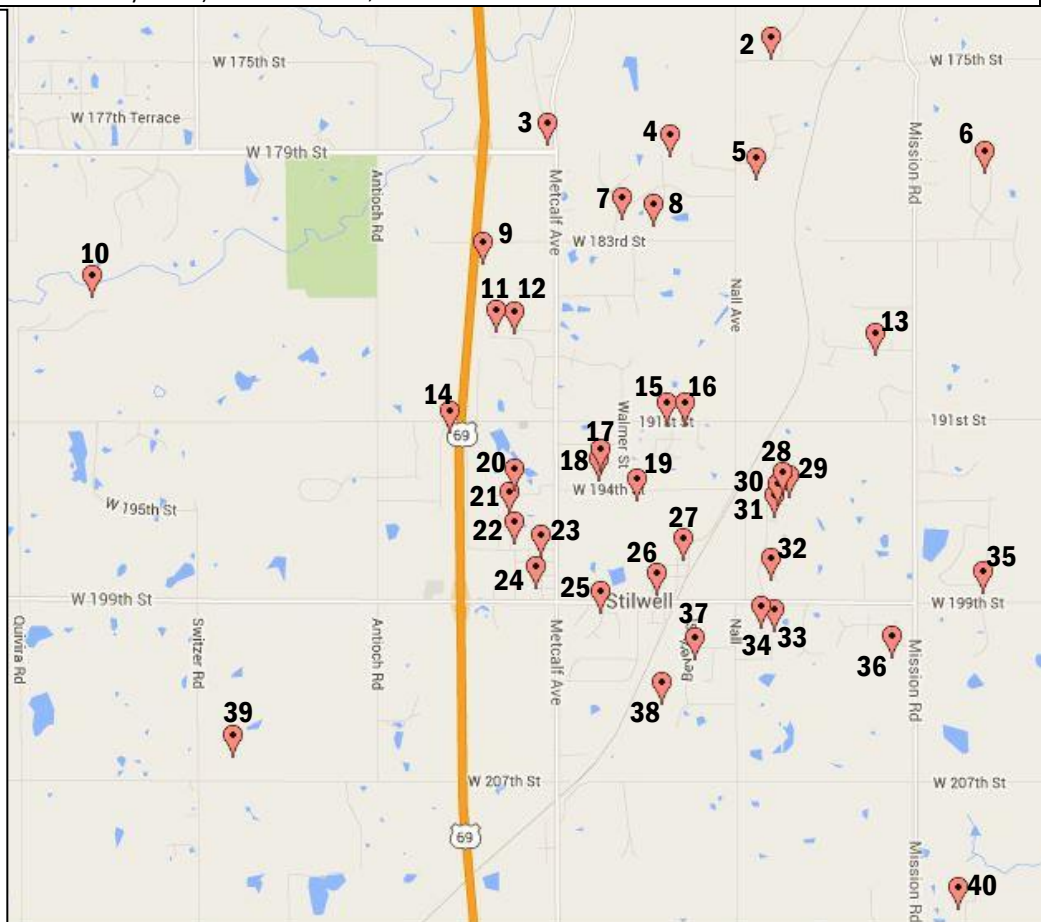 2
W 175th St
W 175th St
W 177th Terrace
3
4
Mission Rd
6
W 179th St
5
Antioch Rd
Metcalf Ave
7
8
9
W 183rd St
10
11 12
Nall Ave
13
14
15 16
Walmer St
191st St
191st St
69
17
18
19
20
W 194th St
28
29
30
21
31
W 195th St
22
23
27
32
24
26
35
25
W 199th St
Stilwell
W 199th St
Quivira Rd
Switzer Rd
Antioch Rd
Metcalf Ave
37
Nall
34
33
36
Mission Rd
38
39
W 207th St
W 207th St
69
Mission Rd
40